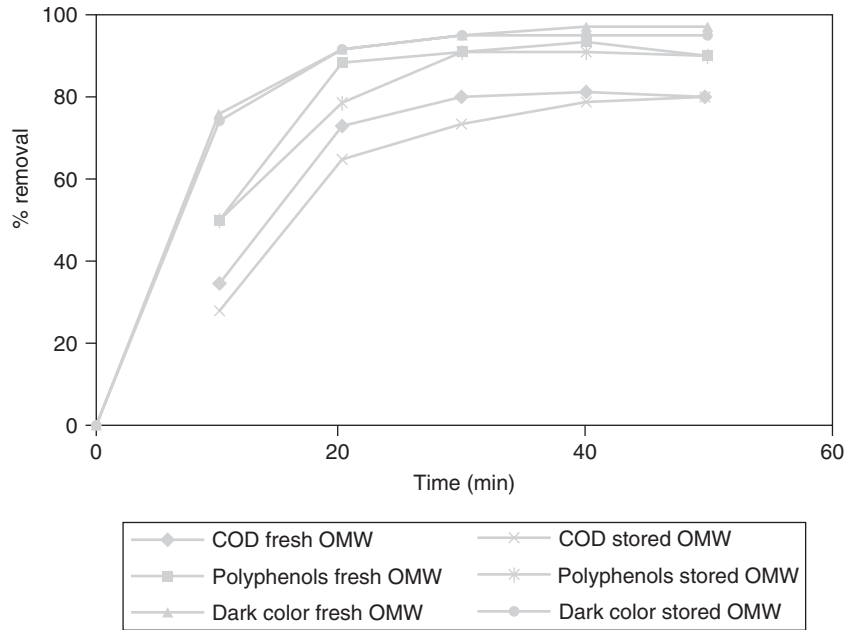 100
80
60
40
20
0
% removal
0 20 40 60
Time (min)
COD fresh OMW
COD stored OMW
Polyphenols fresh OMW
Polyphenols stored OMW
Dark color fresh OMW
Dark color stored OMW